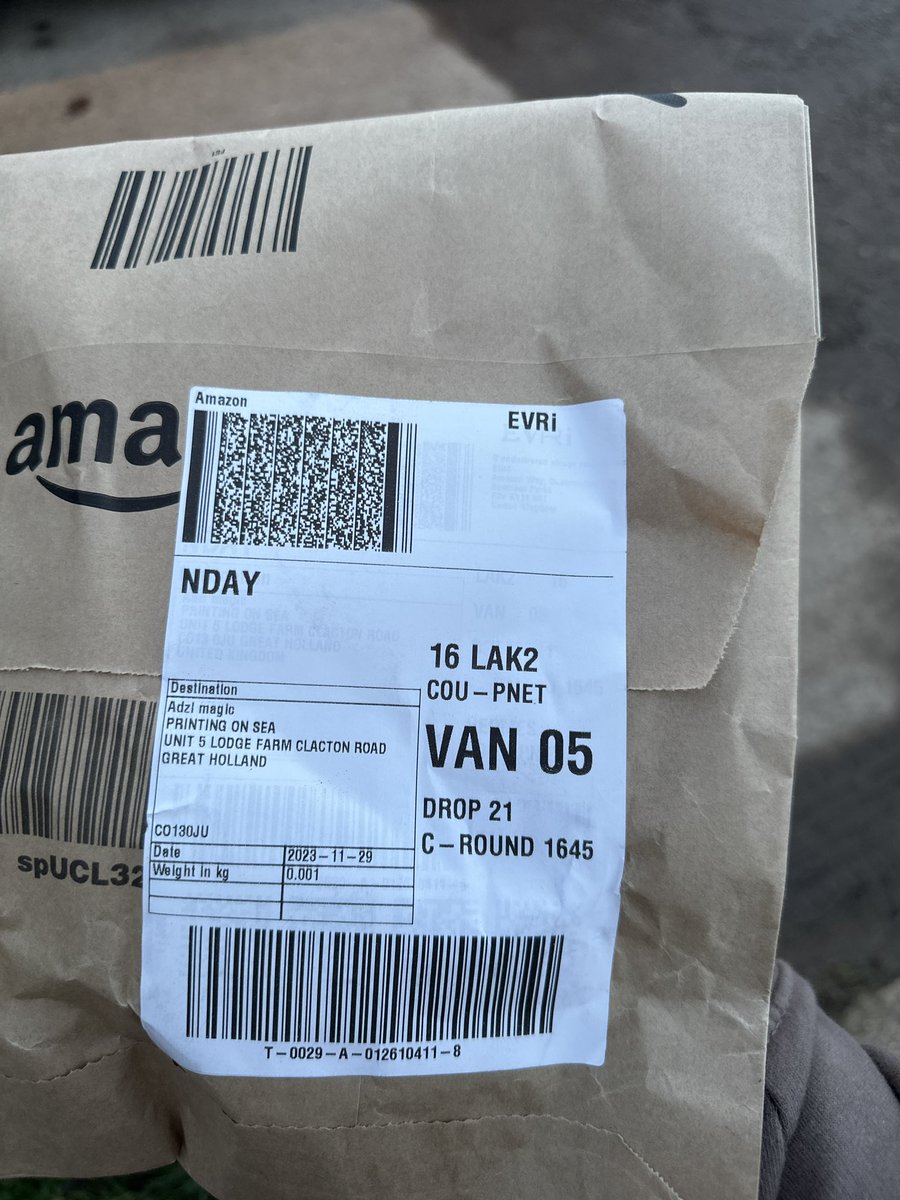 ama
Amazon
EVRi
NDAY
16 LAK2
COU-PNET
VAN 05
DROP 21
C-ROUND 1645
Destination
Adzi magic
PRINTING ON SEA
UNIT 5 LODGE FARM CLACTON ROAD
GREAT HOLLAND
CO130JU
Date 2023-11-29
Weight in kg 0.001
spUCL32
T-0029-A-012610411-8